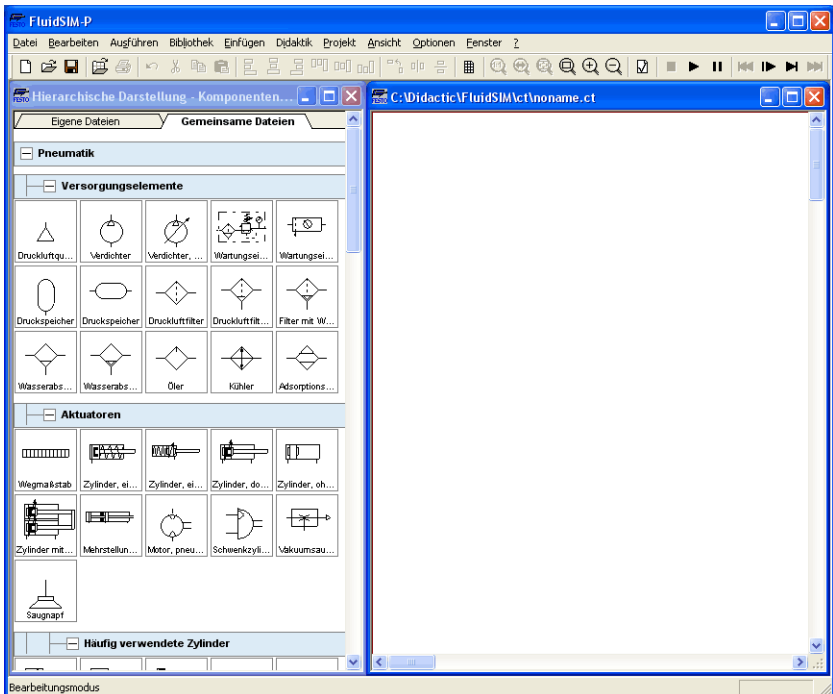 FluidSIM-P
Datei Bearbeiten Ausführen Bibliothek Einfügen Didaktik Projekt Ansicht Optionen Fenster ?
Hierarchische Darstellung - Komponenten...
C:\Didactic\FluidSIM\ct\noname.ct
Eigene Dateien Gemeinsame Dateien
Pneumatik
Versorgungselemente
Druckluftqu... Verdichter Verdichter, ... Wartungsei... Wartungsei...
Druckspeicher Druckspeicher Druckluftfilter Druckluftfilt... Filter mit W...
Wasserabs... Wasserabs... Öler Kühler Adsorptions...
Aktuatoren
Wegmaßstab Zylinder, ei... Zylinder, ei... Zylinder, do... Zylinder, oh...
Zylinder mit... Mehrstellun... Motor, pneu... Schwenkzyli... Vakuumsau...
Saugnapf
Häufig verwendete Zylinder
Bearbeitungsmodus